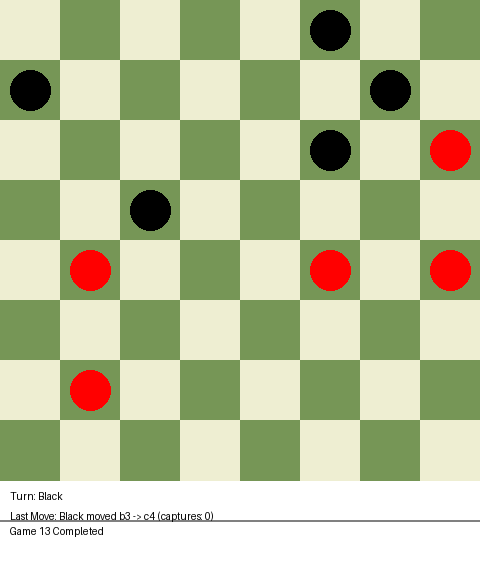 Turn: Black
Last Move: Black moved b3 -> c4 (captures: 0)
Game 13 Completed